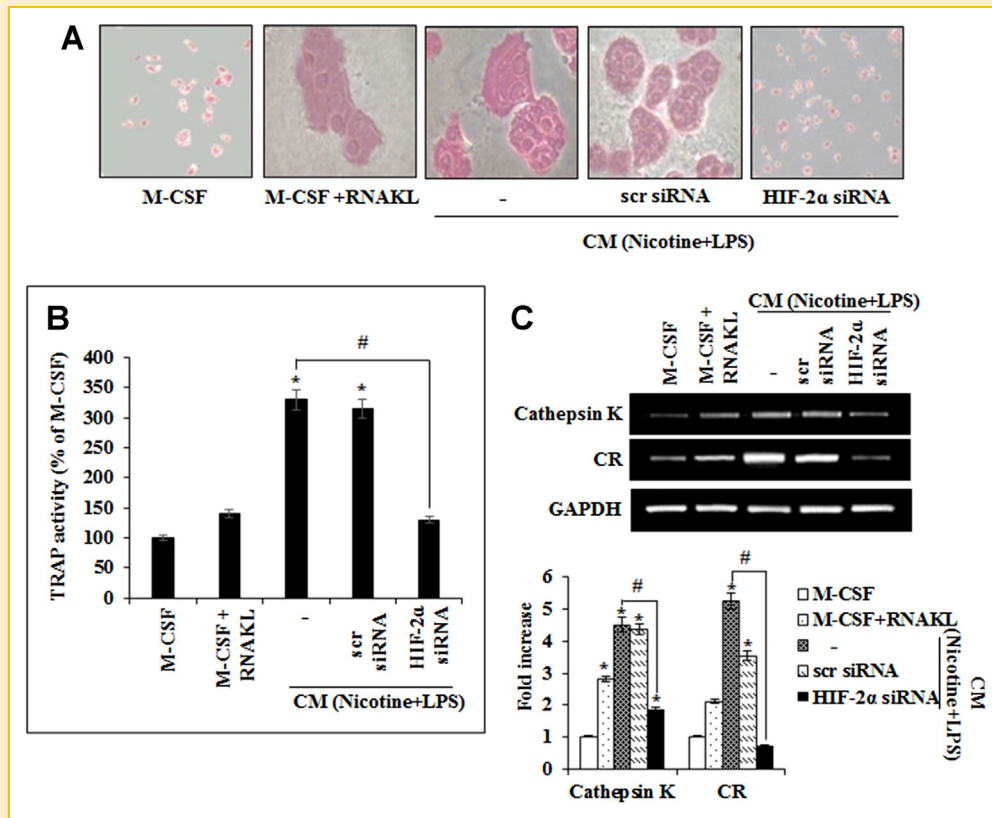 A
M-CSF
M-CSF +RNAKL
-
scr siRNA
HIF-2α siRNA
CM (Nicotine+LPS)
B
TRAP activity (% of M-CSF)
400
350
300
250
200
150
100
50
0
#
*
*
M-CSF
M-CSF +
RNAKL
-
scr
siRNA
HIF-2α
siRNA
CM (Nicotine+LPS)
C
CM (Nicotine+LPS)
M-CSF
M-CSF +
RNAKL
-
scr
siRNA
HIF-2α
siRNA
Cathepsin K
CR
GAPDH
Fold increase
6
5
4
3
2
1
0
#
#
*
*
*
*
*
*
Cathepsin K
CR
M-CSF
M-CSF+RNAKL
-
scr siRNA
HIF-2α siRNA
CM
(Nicotine+LPS)